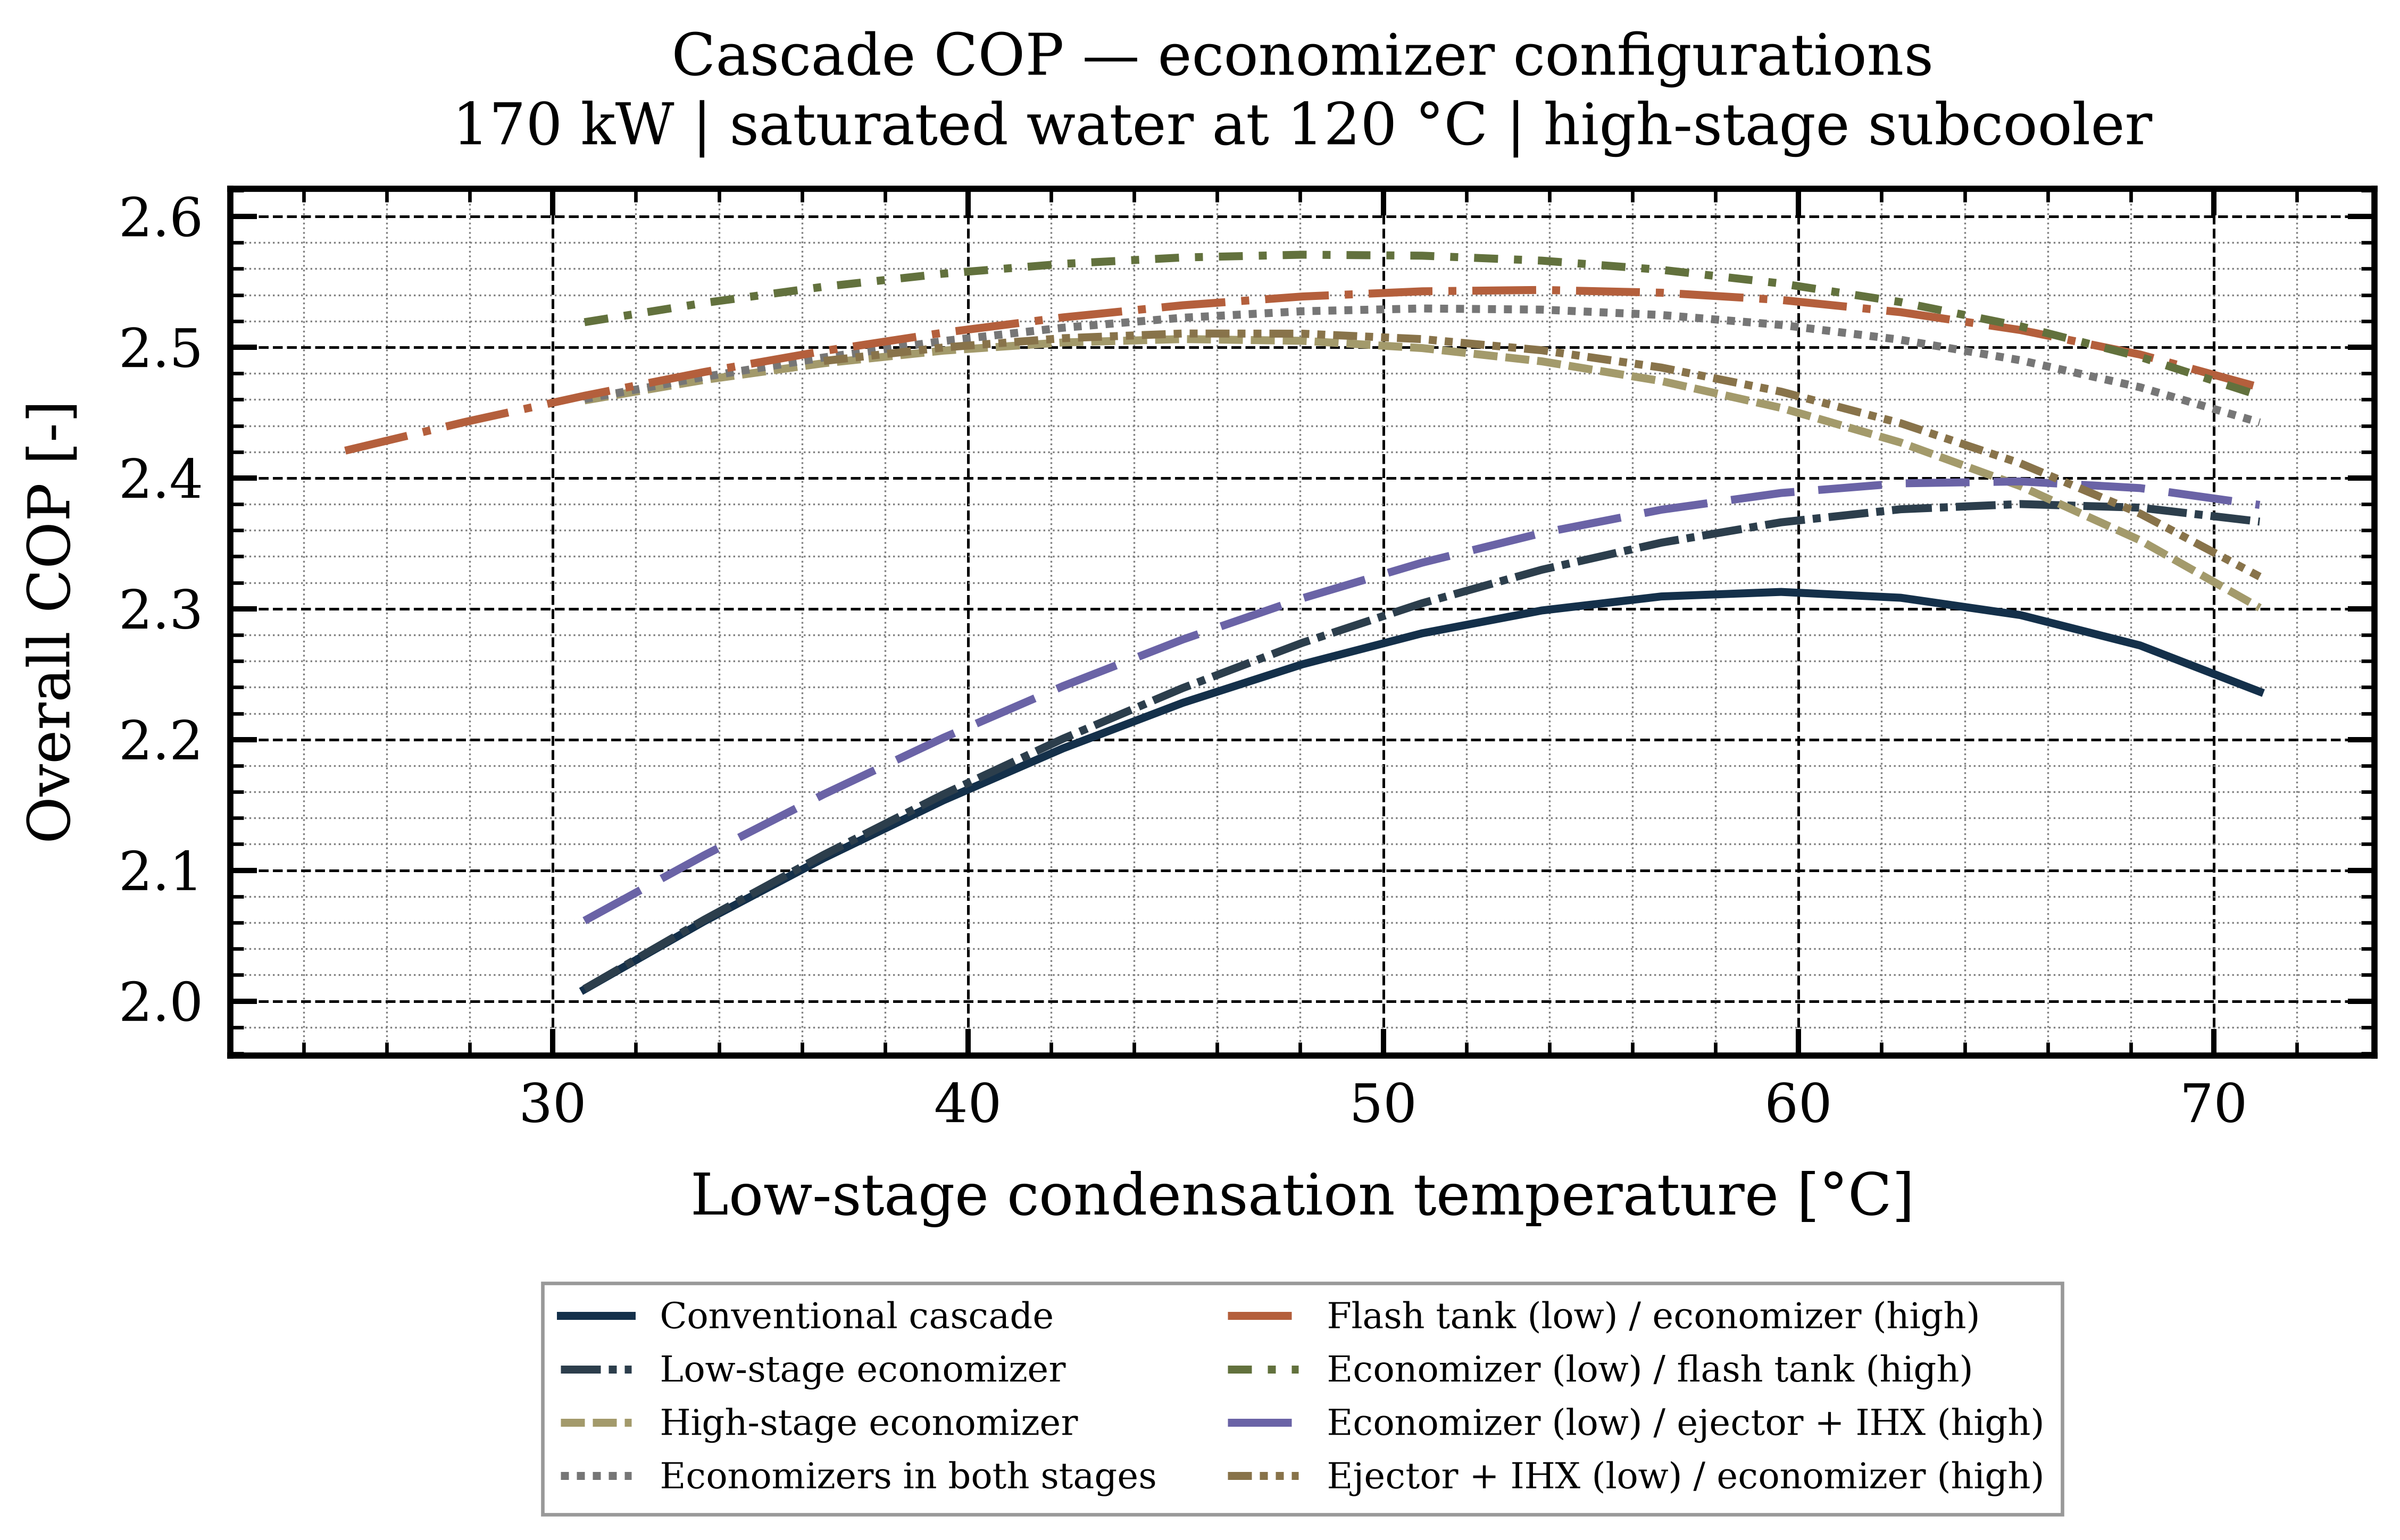 Cascade COP — economizer configurations
170 kW | saturated water at 120 °C | high-stage subcooler
Overall COP [-]
2.6
2.5
2.4
2.3
2.2
2.1
2.0
30
40
50
60
70
Low-stage condensation temperature [°C]
Conventional cascade
Low-stage economizer
High-stage economizer
Economizers in both stages
Flash tank (low) / economizer (high)
Economizer (low) / flash tank (high)
Economizer (low) / ejector + IHX (high)
Ejector + IHX (low) / economizer (high)